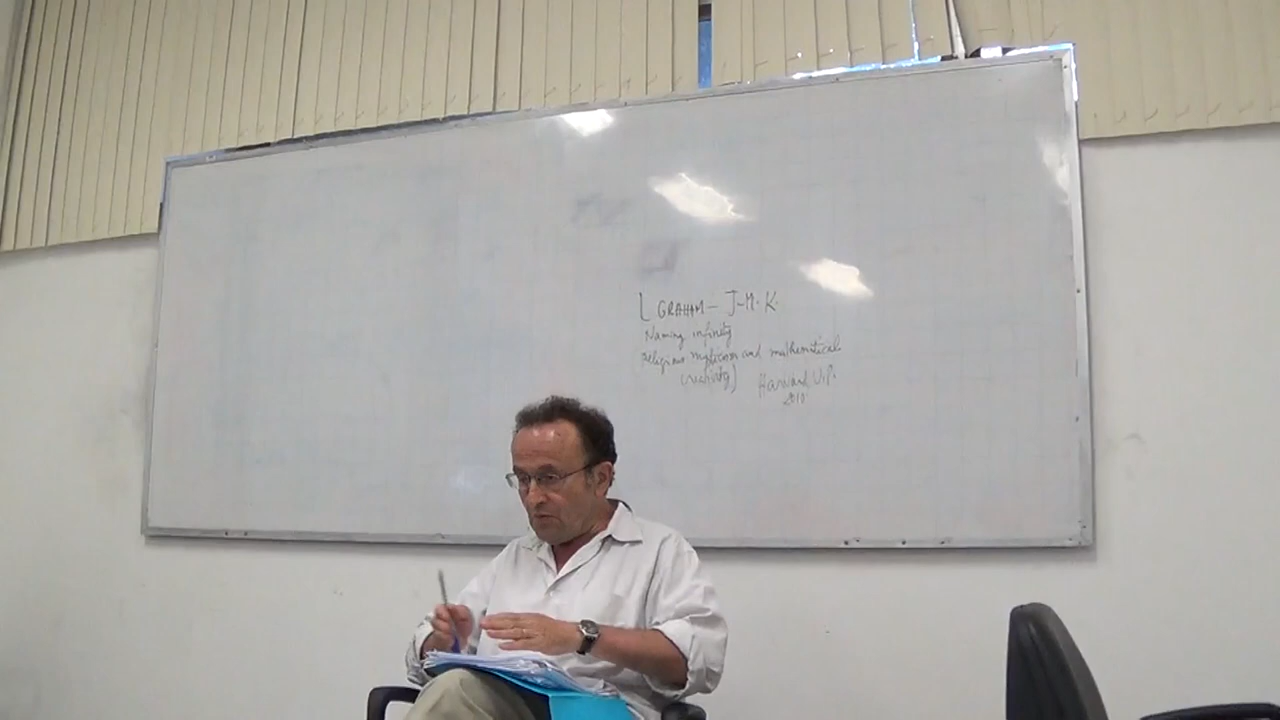 L GRAHAM - J-M. K.
Naming infinity
religious mysticism and mathematical
creativity)
Harvard U.P.
2010